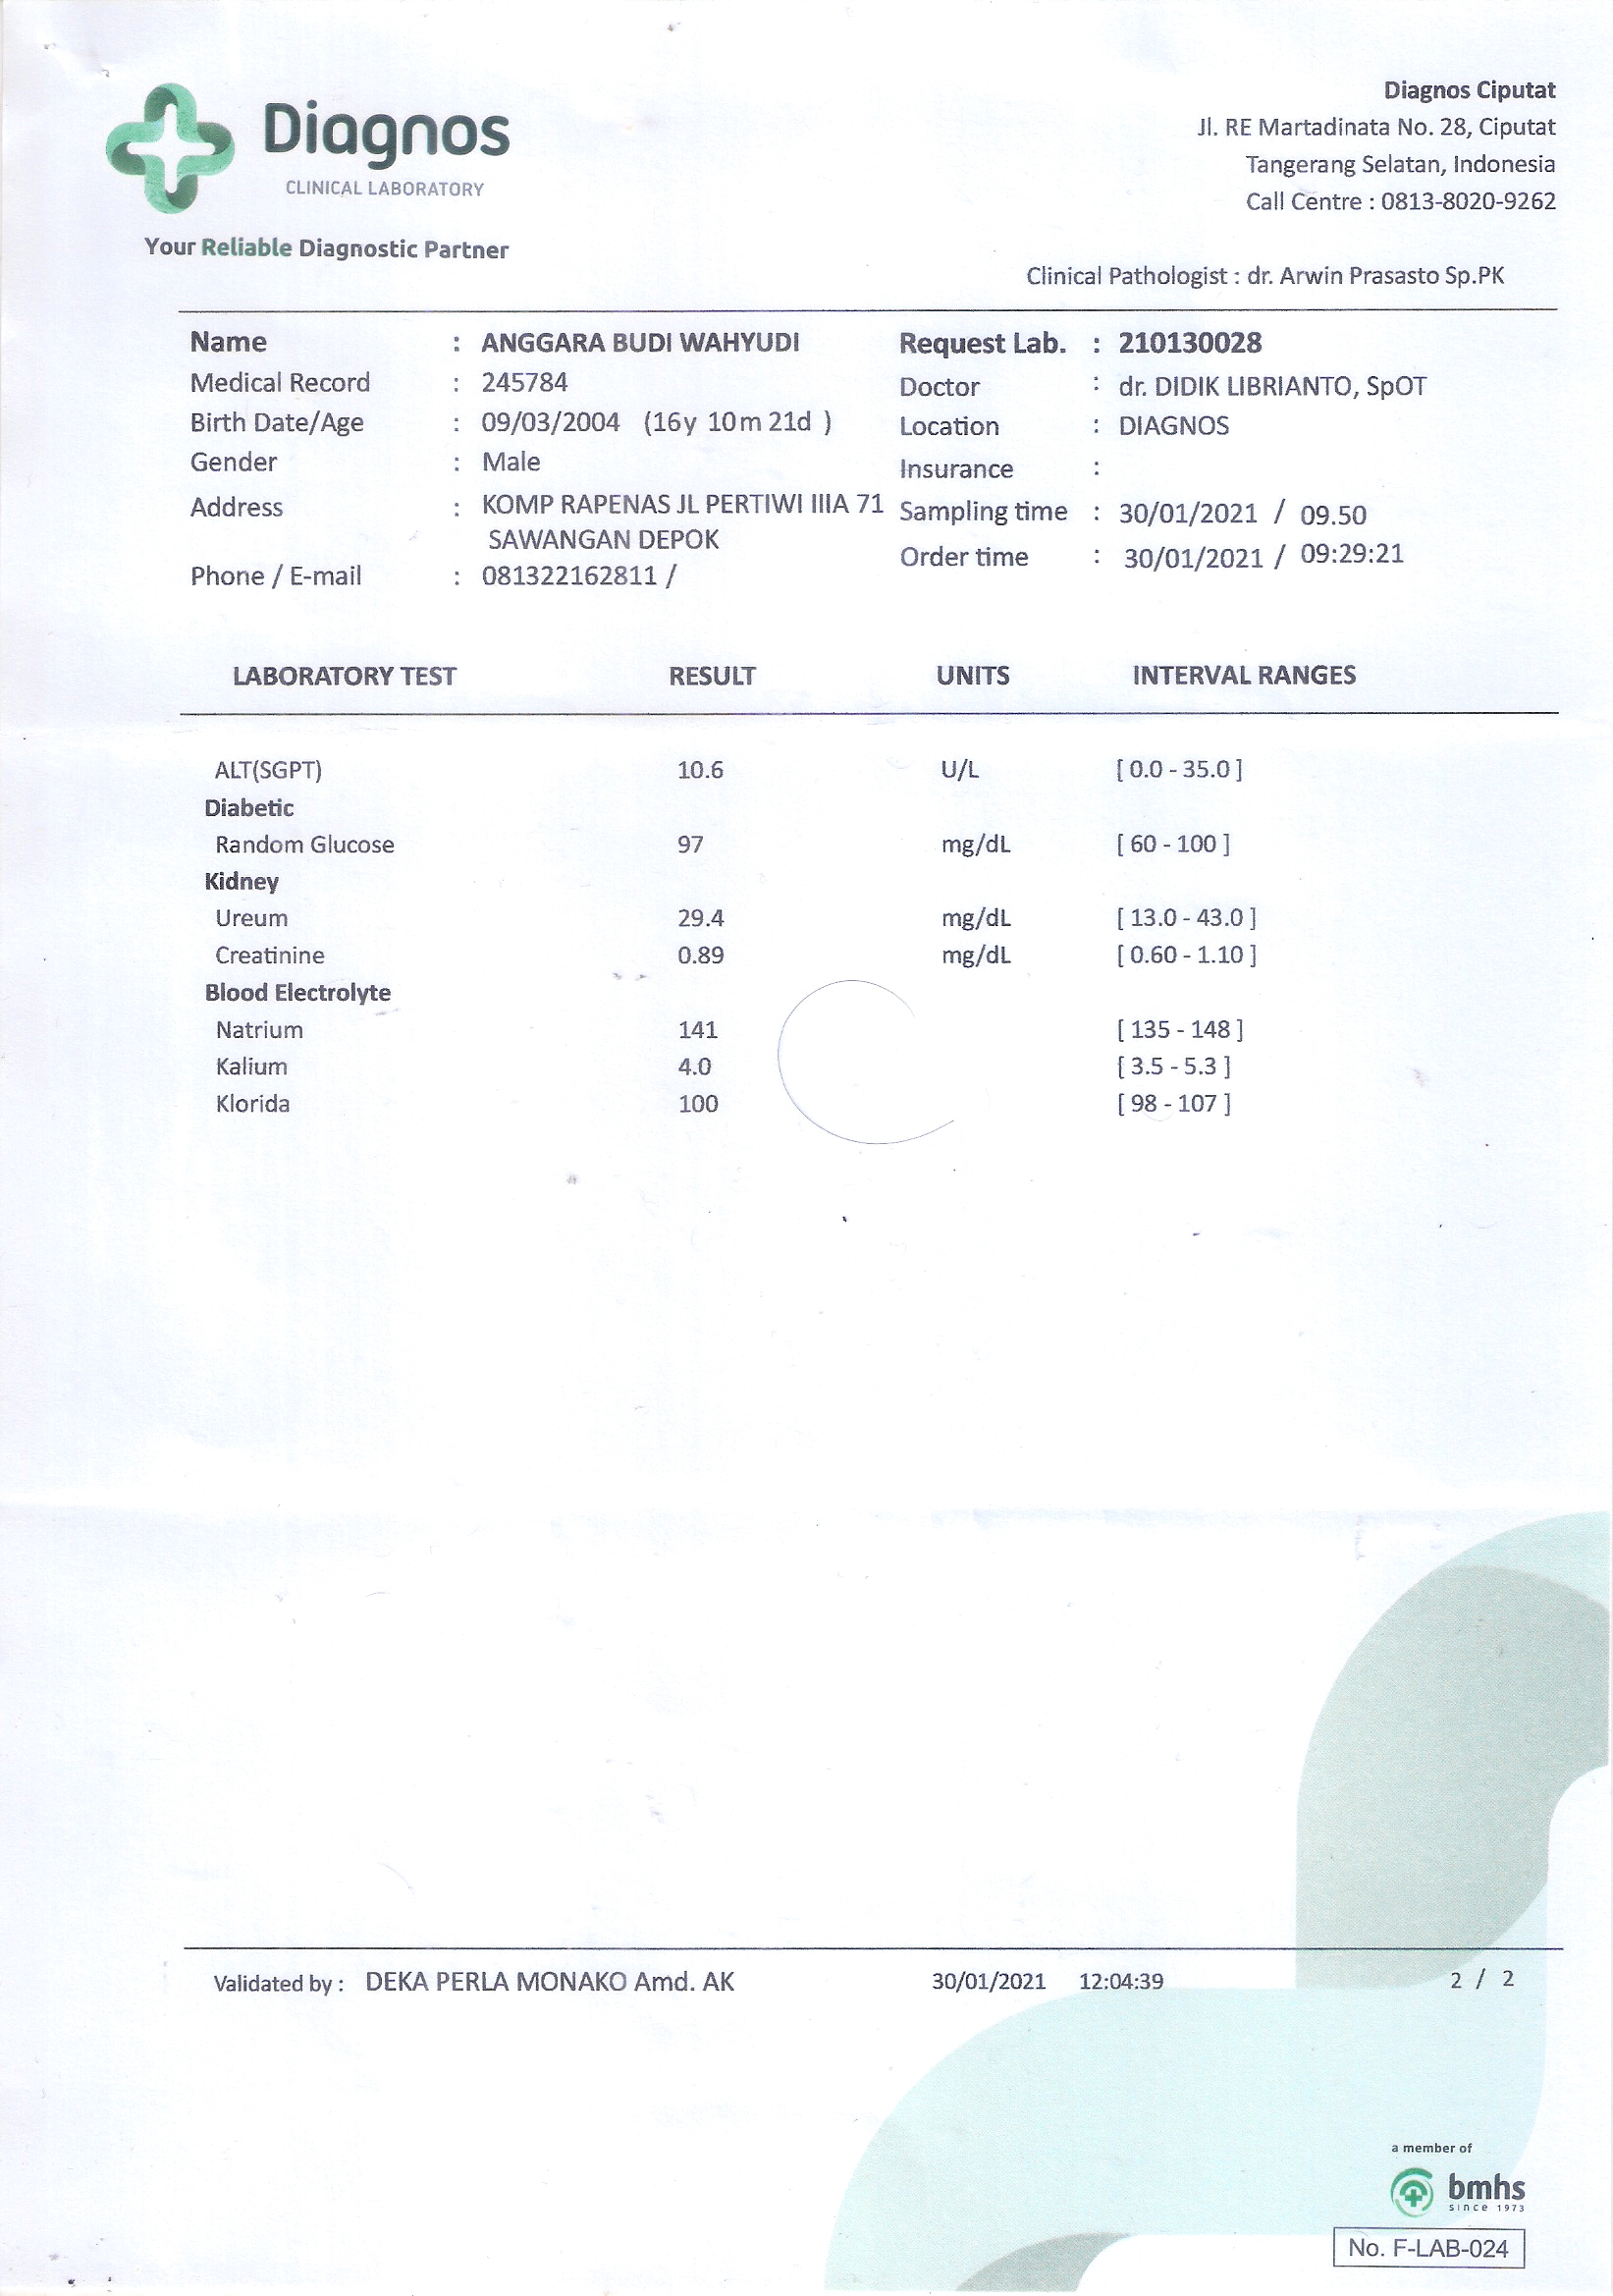 Diagnos
CLINICAL LABORATORY
Your Reliable Diagnostic Partner
Diagnos Ciputat
Jl. RE Martadinata No. 28, Ciputat
Tangerang Selatan, Indonesia
Call Centre : 0813-8020-9262
Clinical Pathologist : dr. Arwin Prasasto Sp.PK
Name : ANGGARA BUDI WAHYUDI Request Lab. : 210130028
Medical Record : 245784 Doctor : dr. DIDIK LIBRIANTO, SpOT
Birth Date/Age : 09/03/2004 (16y 10m 21d ) Location : DIAGNOS
Gender : Male Insurance :
Address : KOMP RAPENAS JL PERTIWI IIIA 71 Sampling time : 30/01/2021 / 09.50
SAWANGAN DEPOK Order time : 30/01/2021 / 09:29:21
Phone / E-mail : 081322162811 /
LABORATORY TEST RESULT UNITS INTERVAL RANGES
ALT(SGPT) 10.6 U/L [ 0.0 - 35.0 ]
Diabetic
Random Glucose 97 mg/dL [ 60 - 100 ]
Kidney
Ureum 29.4 mg/dL [ 13.0 - 43.0 ]
Creatinine 0.89 mg/dL [ 0.60 - 1.10 ]
Blood Electrolyte
Natrium 141 [ 135 - 148 ]
Kalium 4.0 [ 3.5 - 5.3 ]
Klorida 100 [ 98 - 107 ]
Validated by : DEKA PERLA MONAKO Amd. AK 30/01/2021 12:04:39 2 / 2
a member of
bmhs
since 1973
No. F-LAB-024